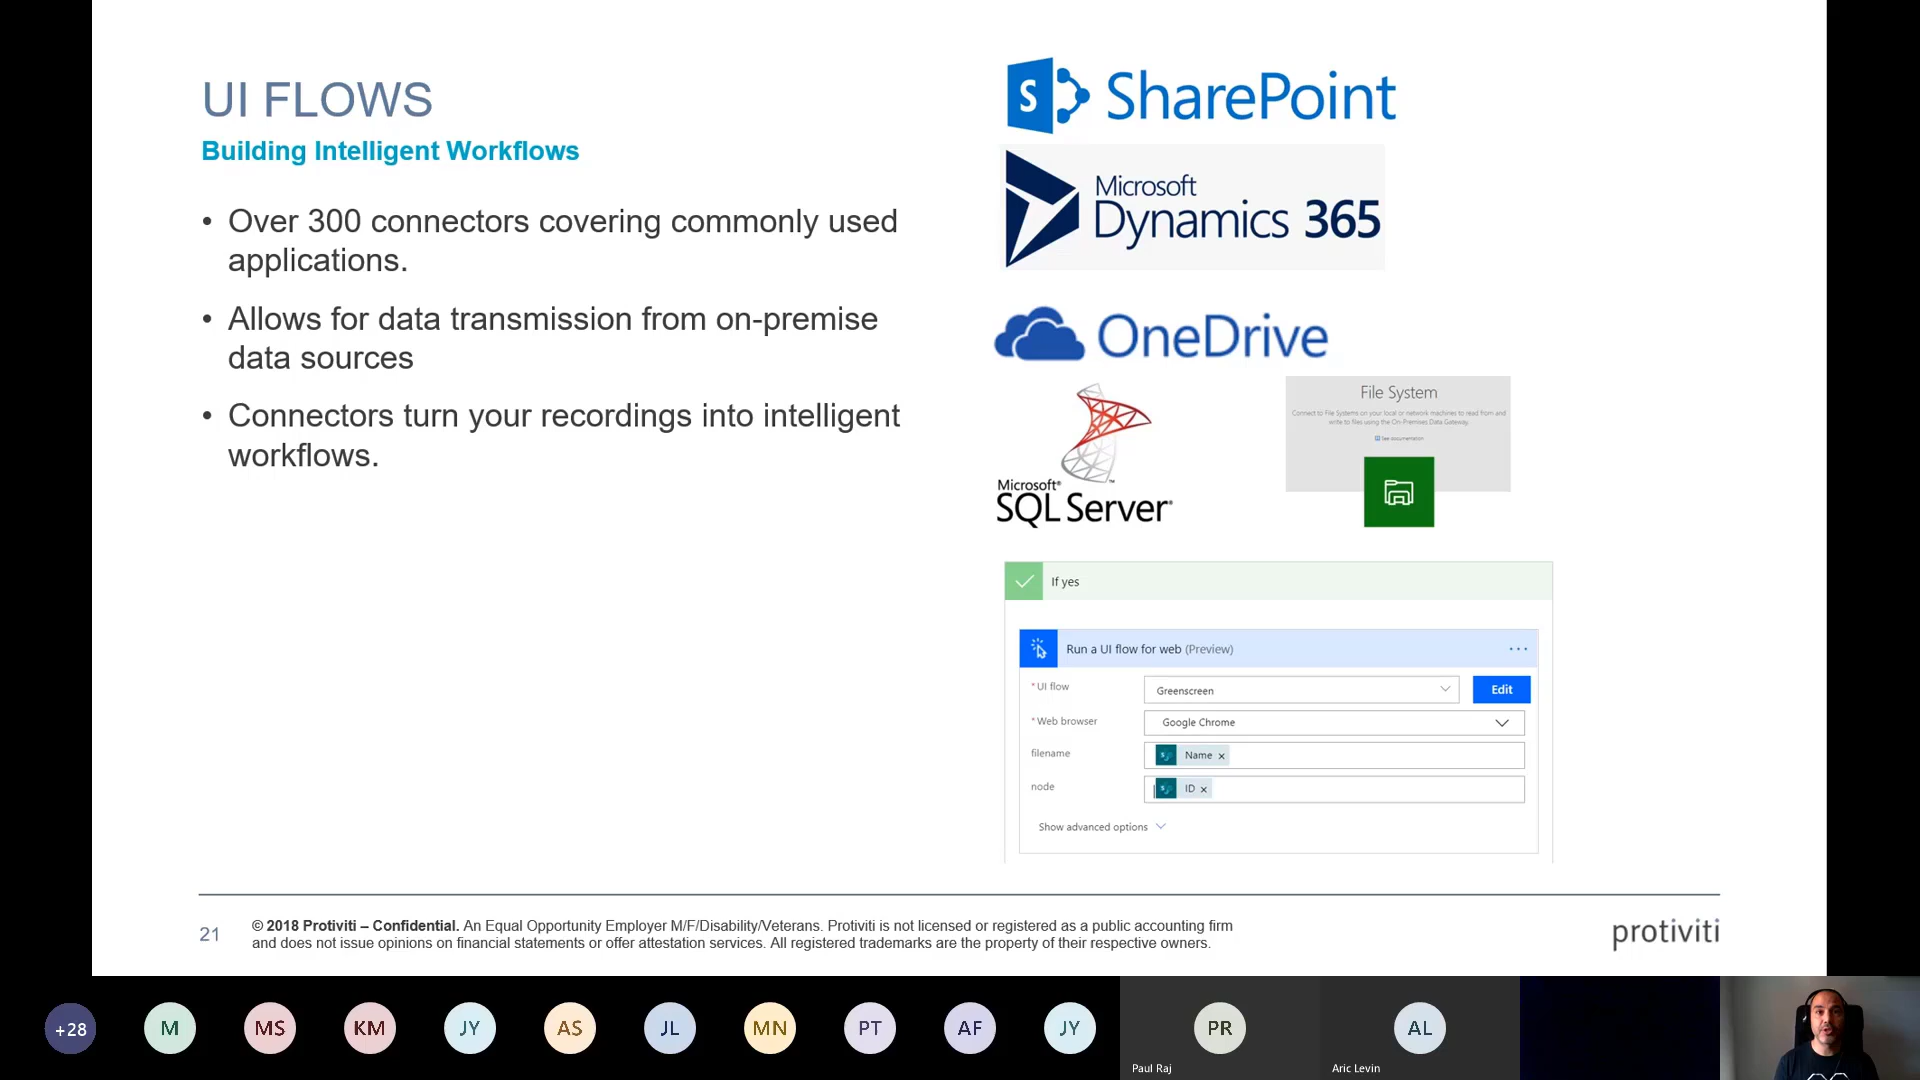 UI FLOWS
Building Intelligent Workflows
• Over 300 connectors covering commonly used
applications.
• Allows for data transmission from on-premise
data sources
• Connectors turn your recordings into intelligent
workflows.
S SharePoint
Microsoft
Dynamics 365
OneDrive
Microsoft®
SQL Server®
File System
Connect to File Systems on your local or network machines to read from and
write to files using the On-Premises Data Gateway.
See documentation
If yes
Run a UI flow for web (Preview)
* UI flow
Greenscreen
Edit
* Web browser
Google Chrome
filename
Name ×
node
ID ×
Show advanced options
21
© 2018 Protiviti – Confidential. An Equal Opportunity Employer M/F/Disability/Veterans. Protiviti is not licensed or registered as a public accounting firm
and does not issue opinions on financial statements or offer attestation services. All registered trademarks are the property of their respective owners.
protiviti
+28 M MS KM JY AS JL MN PT AF JY PR AL
Paul Raj
Aric Levin